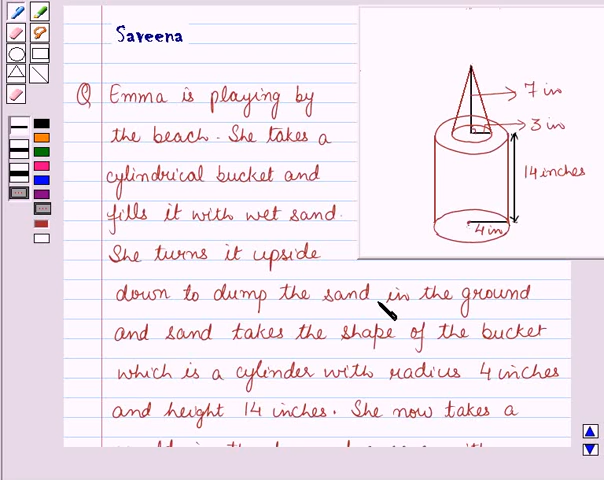 Saveena
Q Emma is playing by
the beach. She takes a
cylindrical bucket and
fills it with wet sand.
She turns it upside
down to dump the sand in the ground
and sand takes the shape of the bucket
which is a cylinder with radius 4 inches
and height 14 inches. She now takes a
7 in
3 in
14 inches
4 in